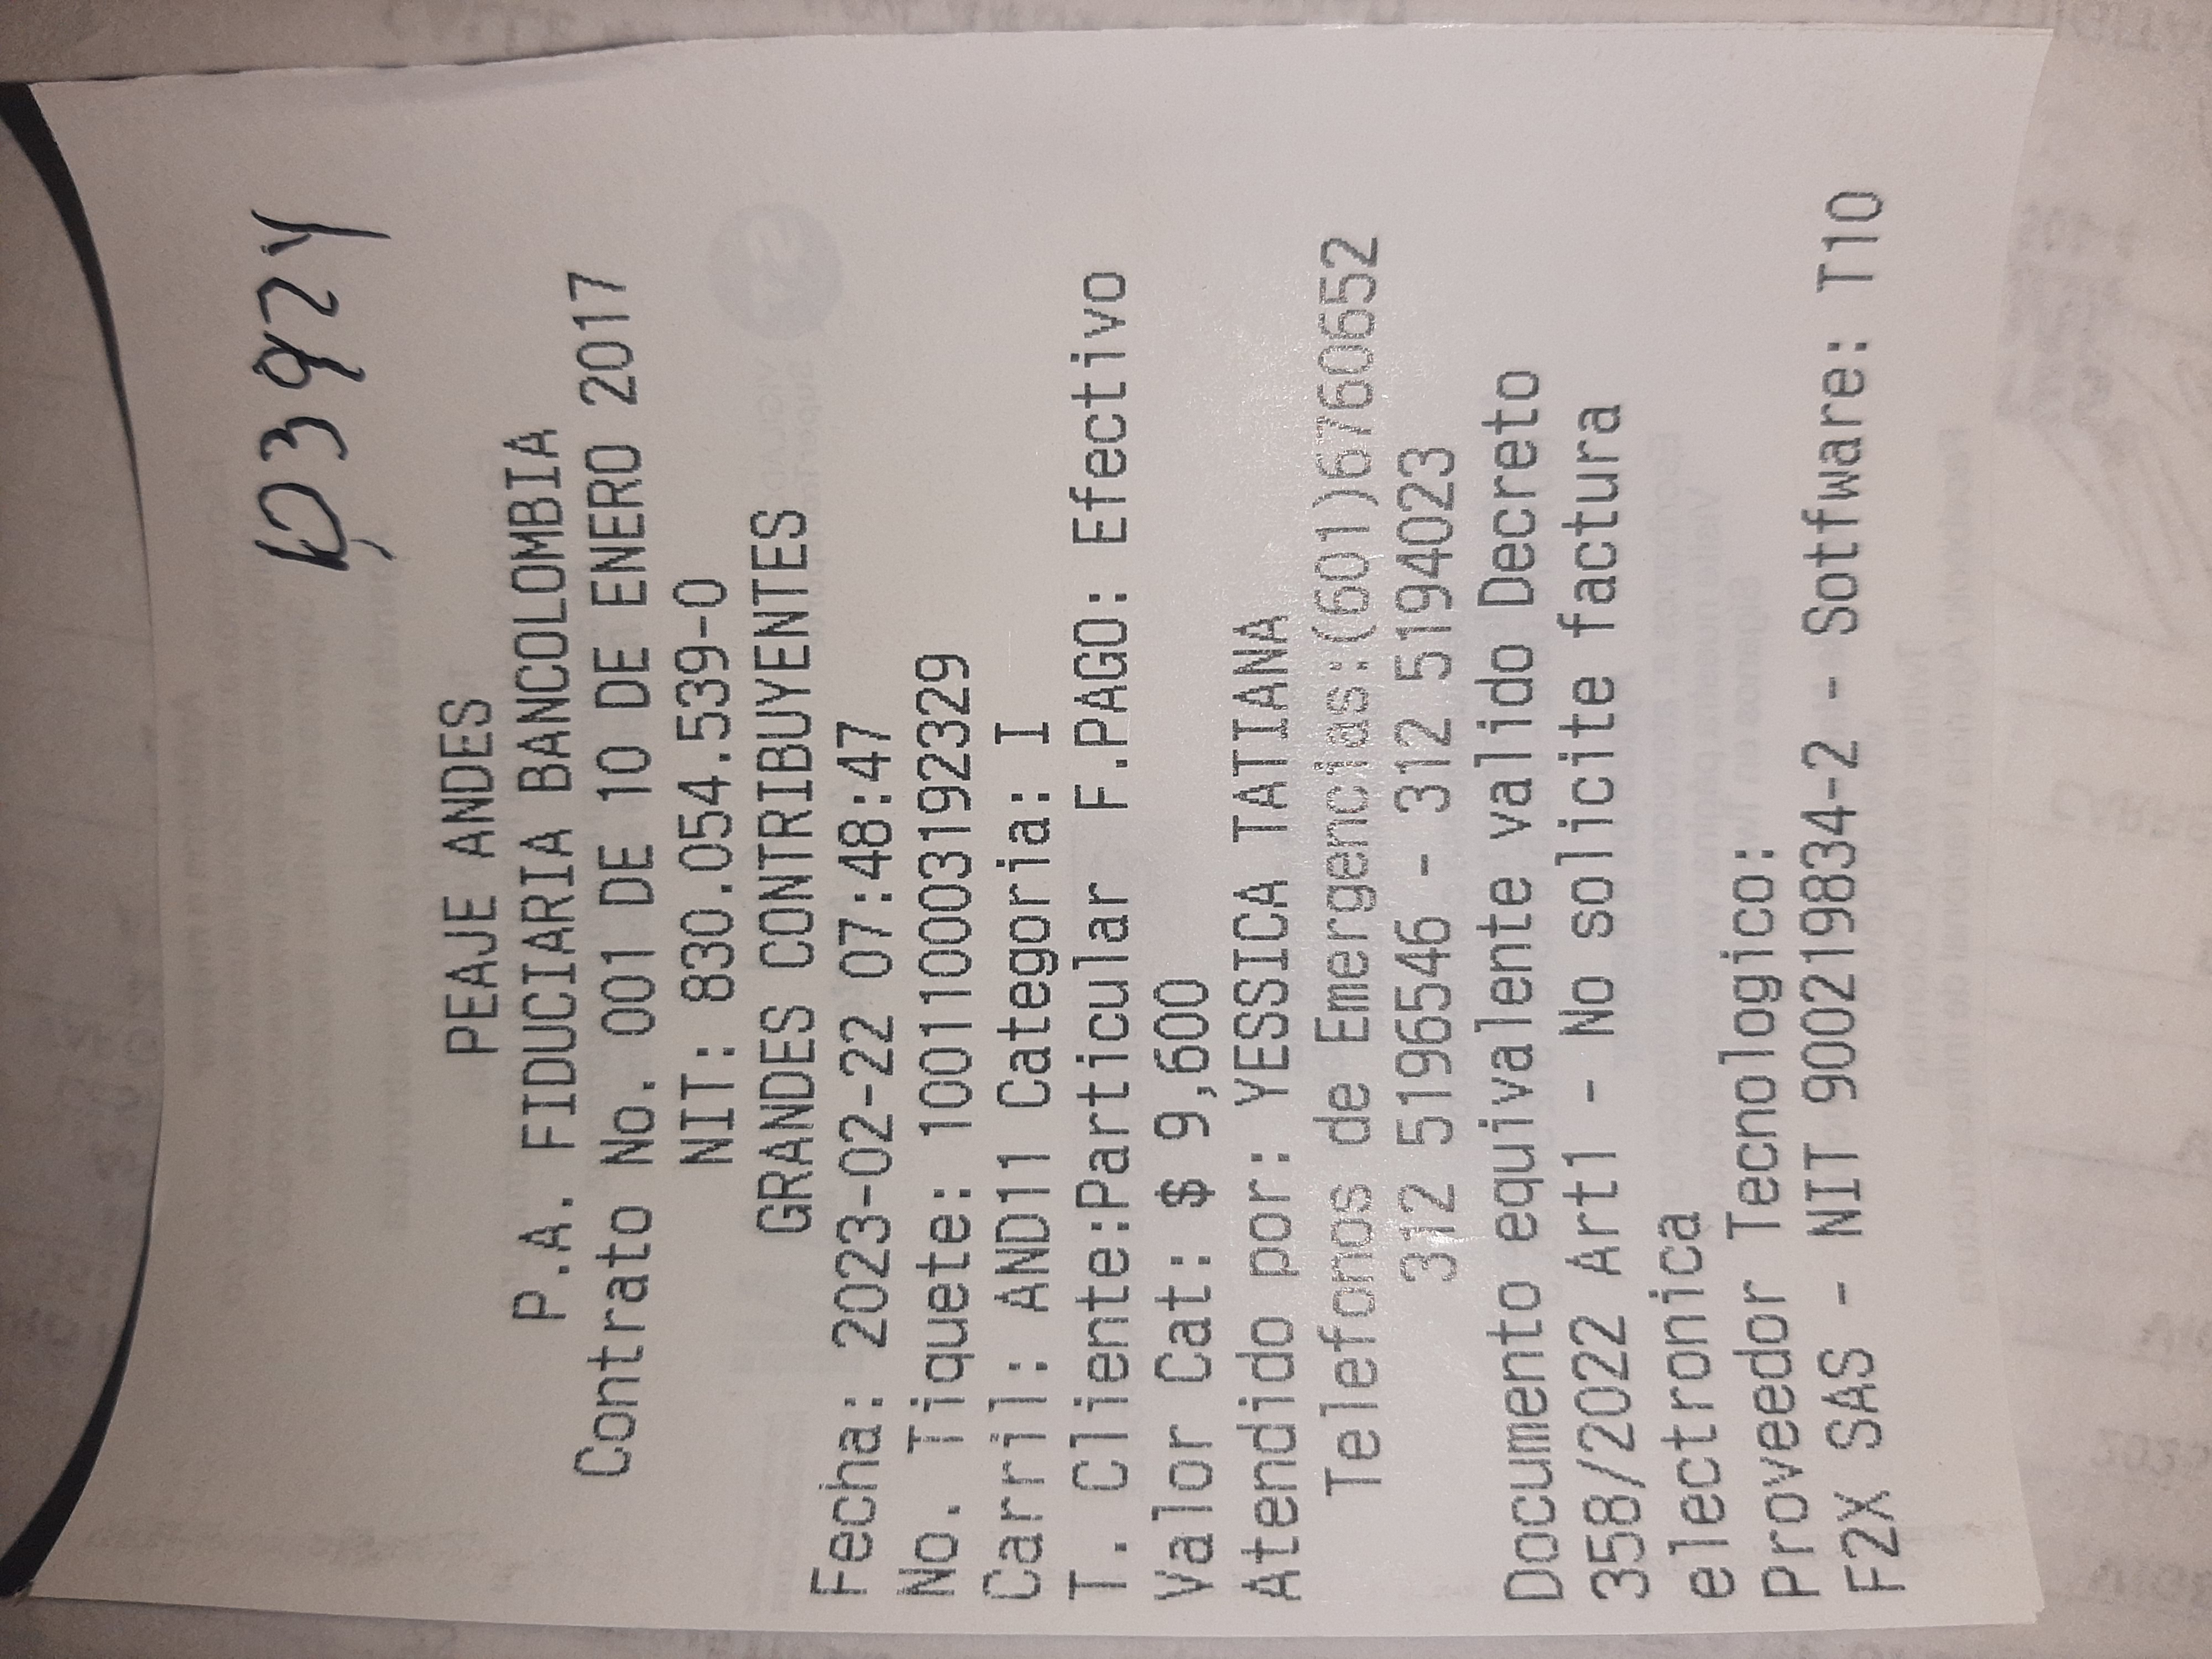 PEAJE ANDES
P.A. FIDUCIARIA BANCOLOMBIA
Contrato No. 001 DE 10 DE ENERO 2017
NIT: 830.054.539-0
GRANDES CONTRIBUYENTES
Fecha: 2023-02-22 07:48:47
No. Tiquete: 10011000319232​9
Carril: AND11 Categoria: I
T. Cliente:Particular F.PAGO: Efectivo
Valor Cat: $ 9,600
Atendido por: YESSICA TATIANA
Telefonos de Emergencias:(601)6760652
312 5196546 - 312 5194023
Documento equivalente valido Decreto
358/2022 Art1 - No solicite factura
electronica
Proveedor Tecnologico:
F2X SAS - NIT 900219834-2 - Sotfware: T10